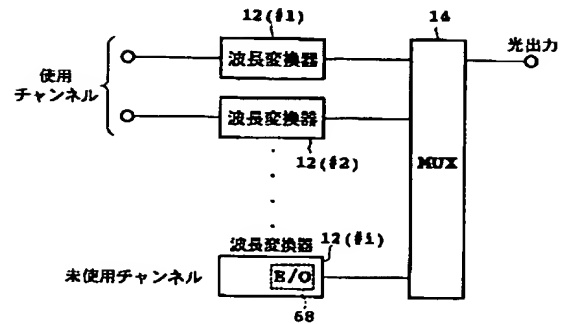 12(#1)
14
波長変換器
光出力
使用
チャンネル
波長変換器
12(#2)
MUX
波長変換器
12(#i)
未使用チャンネル
E/O
68